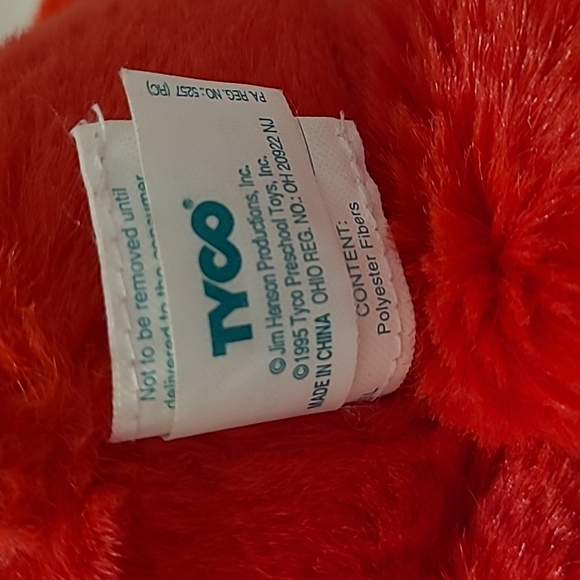 PA. REG. NO.: 5257 (RC)
Not to be removed until
delivered to the consumer
TYCO®
© Jim Henson Productions, Inc.
©1995 Tyco Preschool Toys, Inc.
MADE IN CHINA OHIO REG. NO.: OH 20922 NJ
CONTENT:
Polyester Fibers